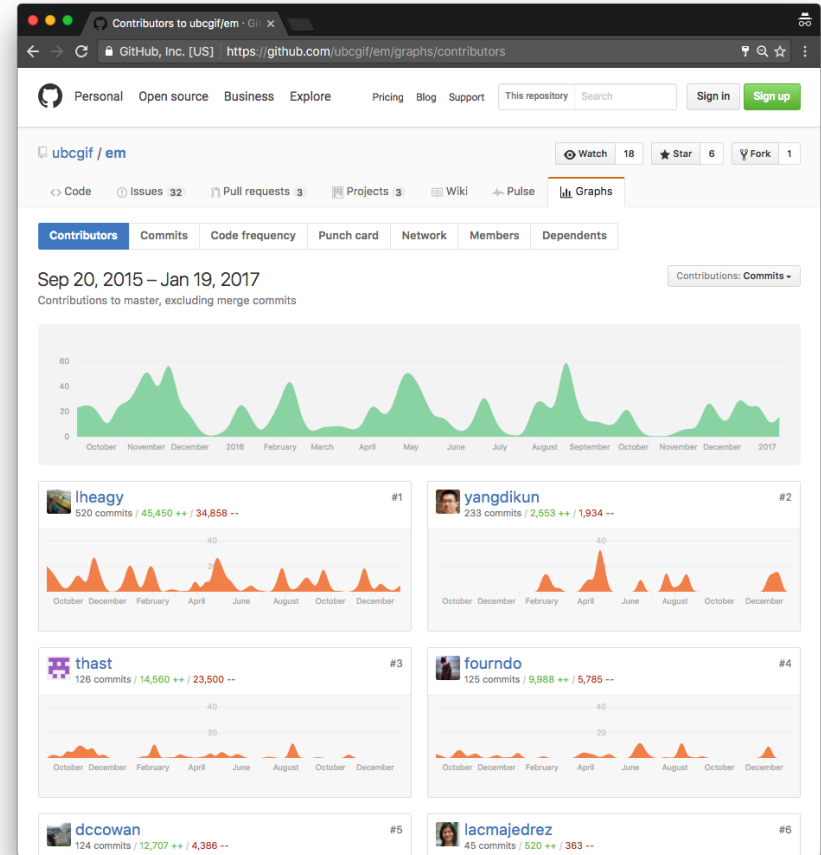 Contributors to ubcgif/em · Git ×
GitHub, Inc. [US] https://github.com/ubcgif/em/graphs/contributors
Personal Open source Business Explore Pricing Blog Support This repository Search Sign in Sign up
ubcgif / em Watch 18 Star 6 Fork 1
Code Issues 32 Pull requests 3 Projects 3 Wiki Pulse Graphs
Contributors Commits Code frequency Punch card Network Members Dependents
Sep 20, 2015 – Jan 19, 2017 Contributions: Commits
Contributions to master, excluding merge commits
60
40
20
0
October November December 2016 February March April May June July August September October November December 2017
lheagy #1
520 commits / 45,450 ++ / 34,858 --
40
20
October December February April June August October December
yangdikun #2
233 commits / 2,553 ++ / 1,934 --
40
20
October December February April June August October December
thast #3
126 commits / 14,560 ++ / 23,500 --
40
20
October December February April June August October December
fourndo #4
125 commits / 9,988 ++ / 5,785 --
40
20
October December February April June August October December
dccowan #5
124 commits / 12,707 ++ / 4,386 --
lacmajedrez #6
45 commits / 520 ++ / 363 --